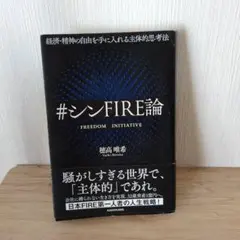 経済・精神の自由を手に入れる主体的思考法
#シンFIRE論
FREEDOM INITIATIVE
穂高 唯希
騒がしすぎる世界で、
「主体的」であれ。
日本FIRE第一人者の人生戦略！